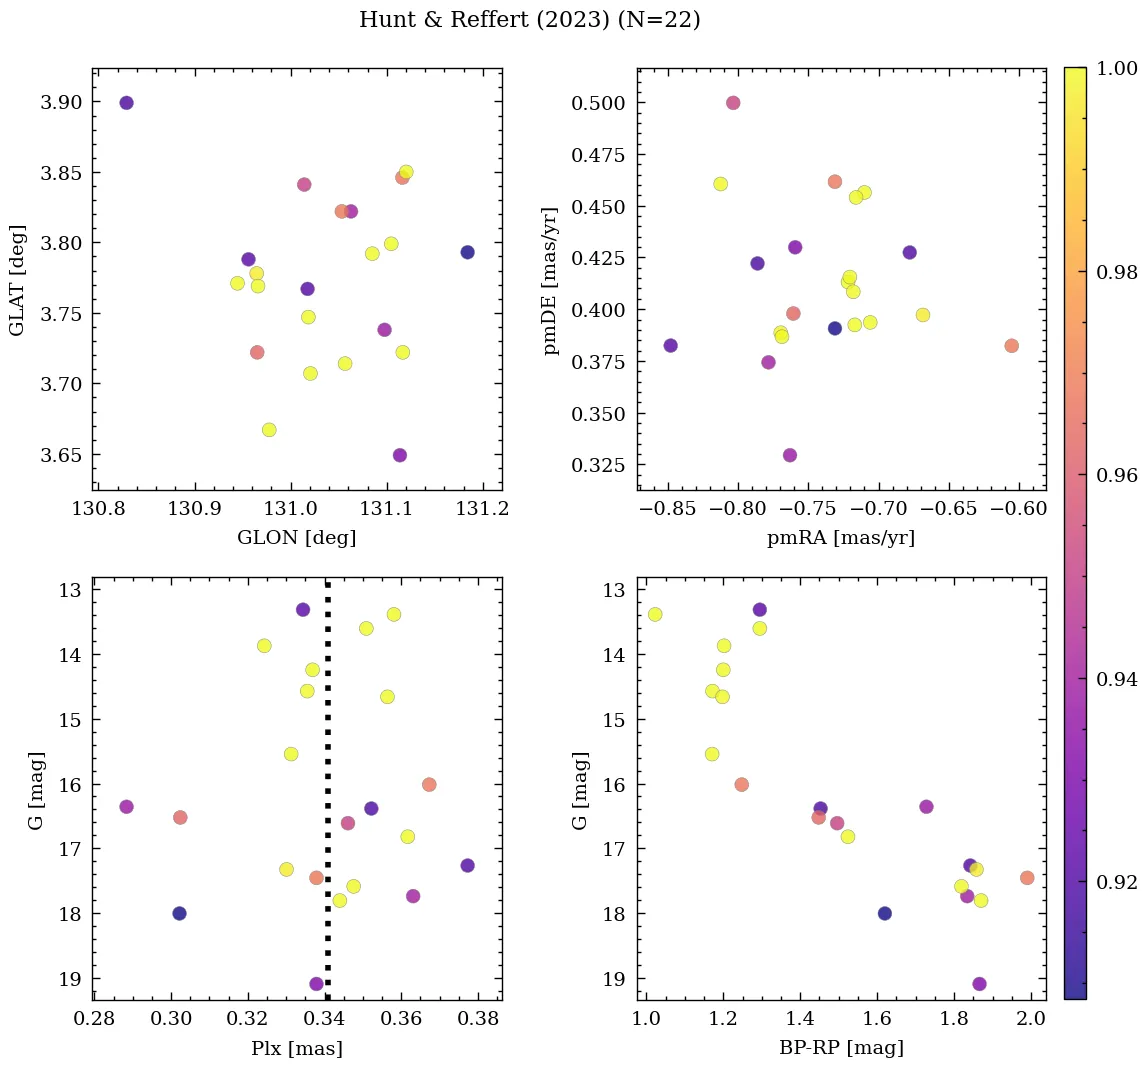 Hunt & Reffert (2023) (N=22)
3.90
3.85
3.80
3.75
3.70
3.65
GLAT [deg]
130.8 130.9 131.0 131.1 131.2
GLON [deg]
0.500
0.475
0.450
0.425
0.400
0.375
0.350
0.325
pmDE [mas/yr]
−0.85 −0.80 −0.75 −0.70 −0.65 −0.60
pmRA [mas/yr]
13
14
15
16
17
18
19
G [mag]
0.28 0.30 0.32 0.34 0.36 0.38
Plx [mas]
13
14
15
16
17
18
19
G [mag]
1.0 1.2 1.4 1.6 1.8 2.0
BP-RP [mag]
1.00
0.98
0.96
0.94
0.92